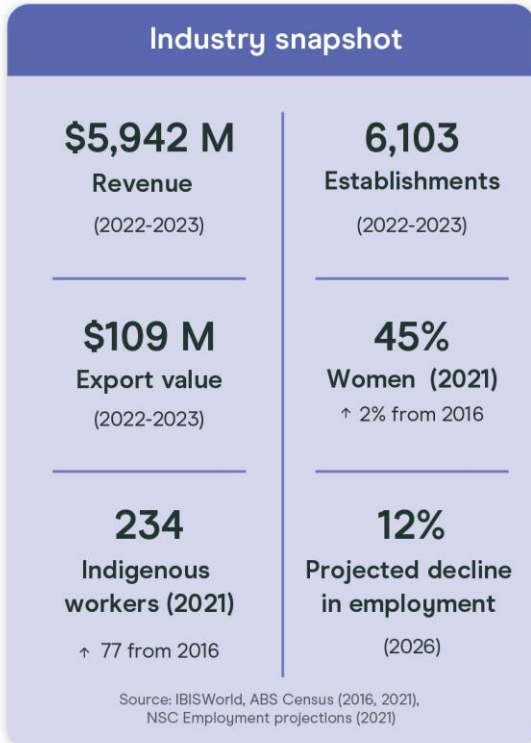 Industry snapshot
$5,942 M
Revenue
(2022-2023)
6,103
Establishments
(2022-2023)
$109 M
Export value
(2022-2023)
45%
Women (2021)
↑ 2% from 2016
234
Indigenous
workers (2021)
↑ 77 from 2016
12%
Projected decline
in employment
(2026)
Source: IBISWorld, ABS Census (2016, 2021),
NSC Employment projections (2021)